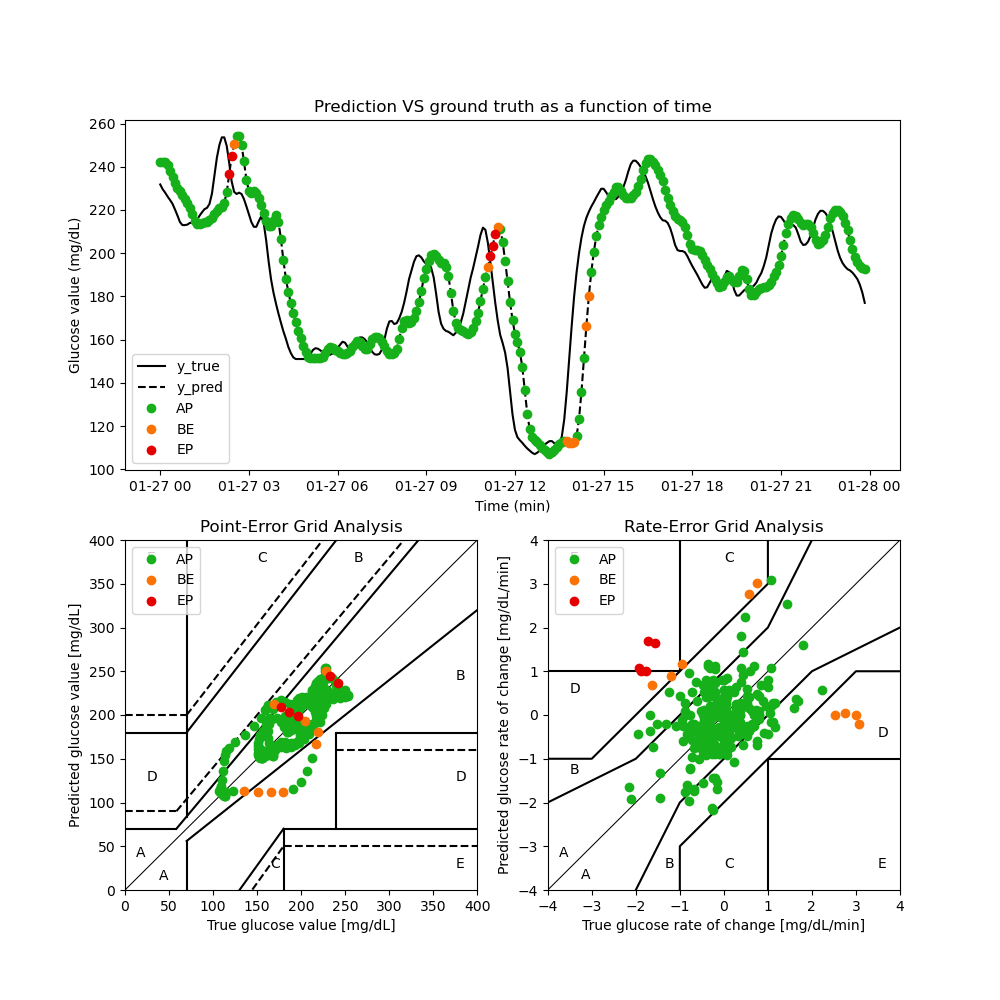 Prediction VS ground truth as a function of time
Glucose value (mg/dL)
260
240
220
200
180
160
140
120
100
y_true
y_pred
AP
BE
EP
01-27 00 01-27 03 01-27 06 01-27 09 01-27 12 01-27 15 01-27 18 01-27 21 01-28 00
Time (min)
Point-Error Grid Analysis
Predicted glucose value [mg/dL]
400
350
300
250
200
150
100
50
0
AP
BE
EP
C B
B
D D
A
A C E
0 50 100 150 200 250 300 350 400
True glucose value [mg/dL]
Rate-Error Grid Analysis
Predicted glucose rate of change [mg/dL/min]
4
3
2
1
0
−1
−2
−3
−4
AP
BE
EP
C
D
D
B
A
A B C E
−4 −3 −2 −1 0 1 2 3 4
True glucose rate of change [mg/dL/min]